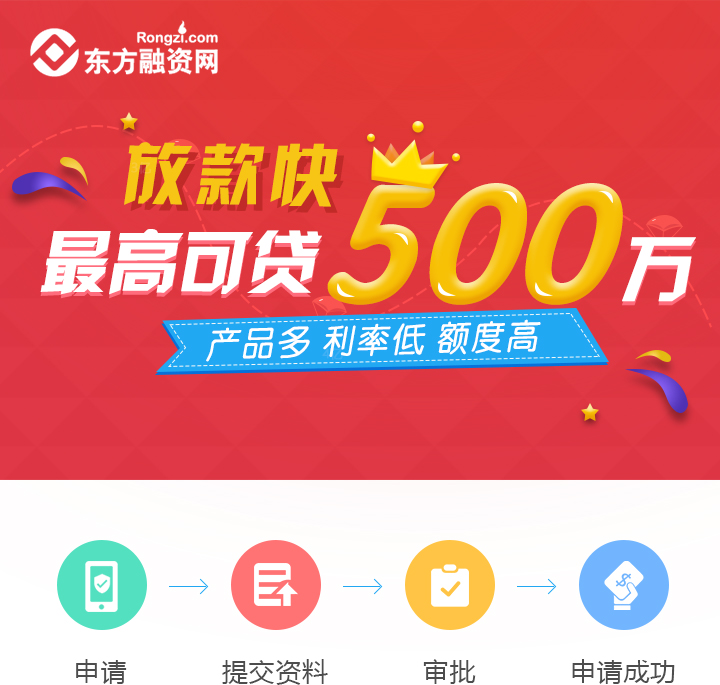 Rongzi.com
东方融资网
放款快
最高可贷500万
产品多 利率低 额度高
申请
提交资料
审批
申请成功